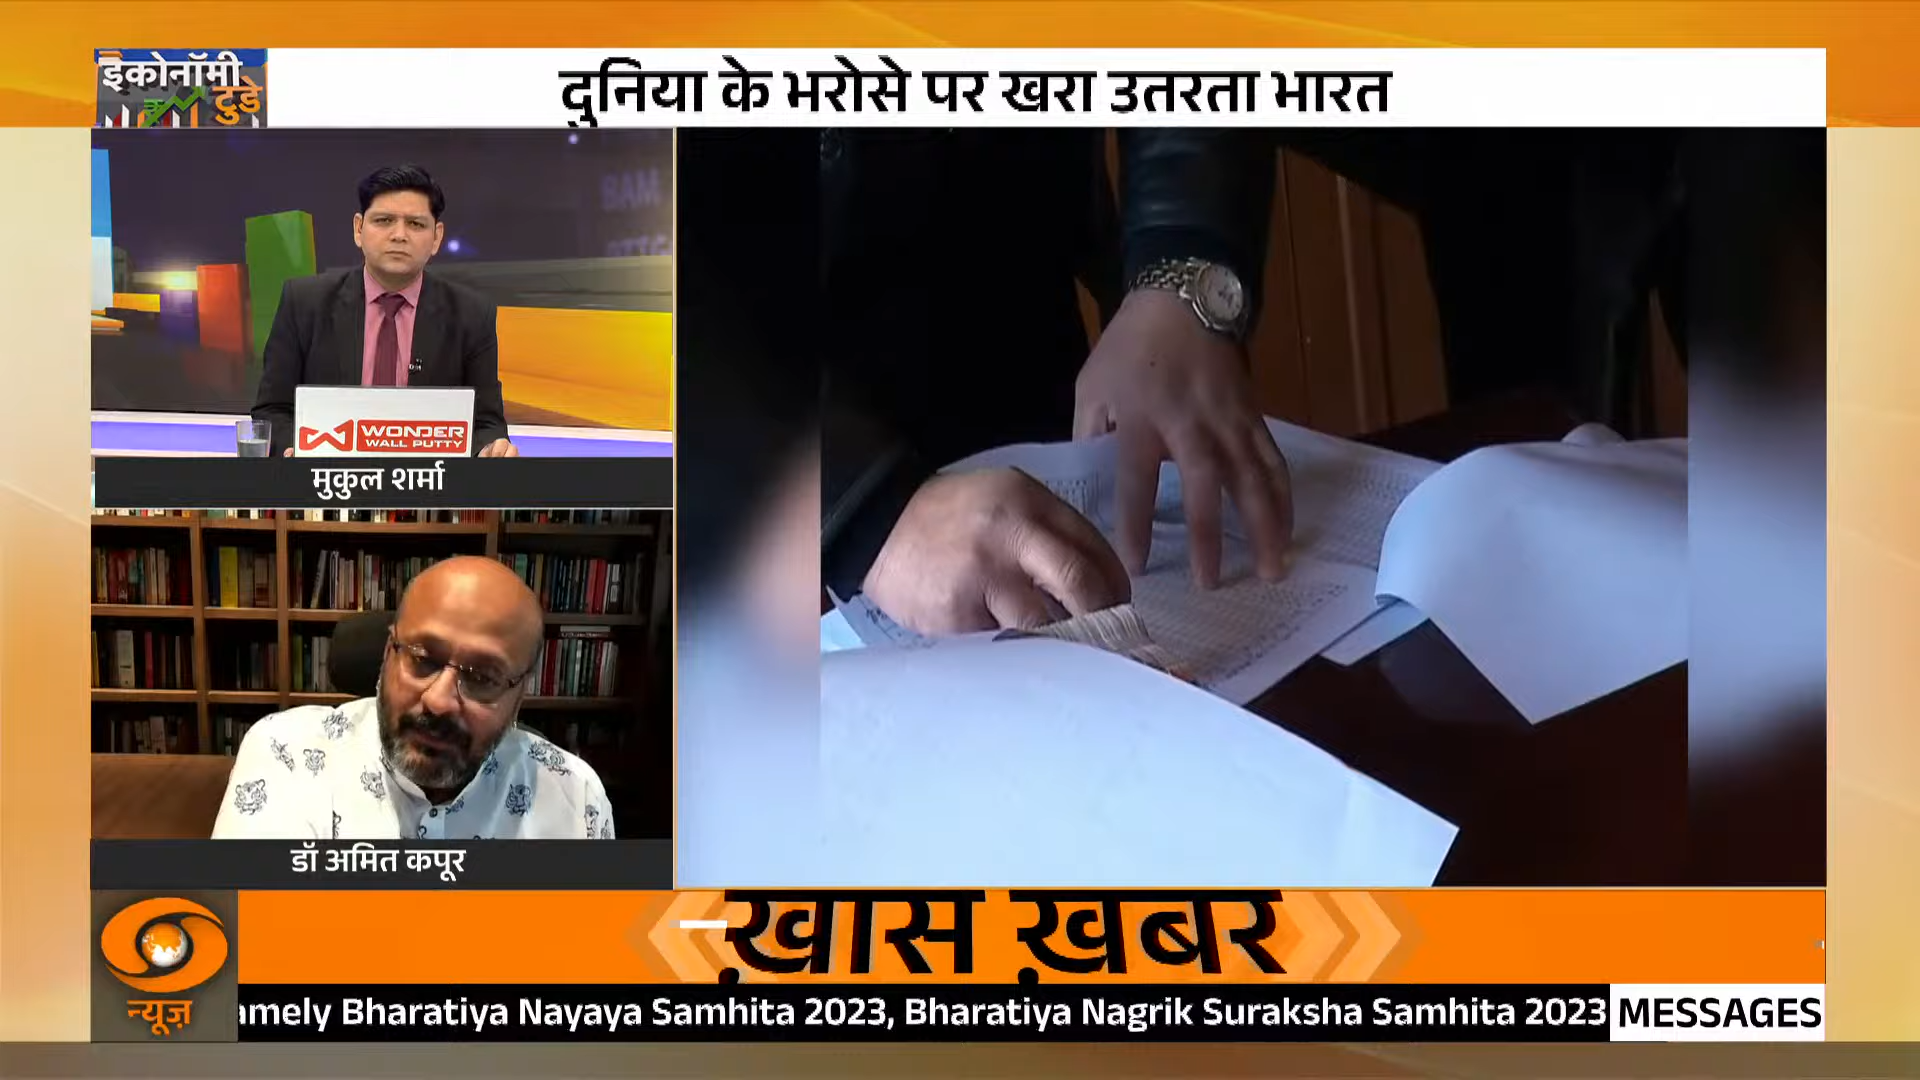 इकोनॉमी
टुडे
दुनिया के भरोसे पर खरा उतरता भारत
8AM
WONDER
WALL PUTTY
मुकुल शर्मा
डॉ अमित कपूर
ख़ास ख़बर
न्यूज़
amely Bharatiya Nayaya Samhita 2023, Bharatiya Nagrik Suraksha Samhita 2023
MESSAGES